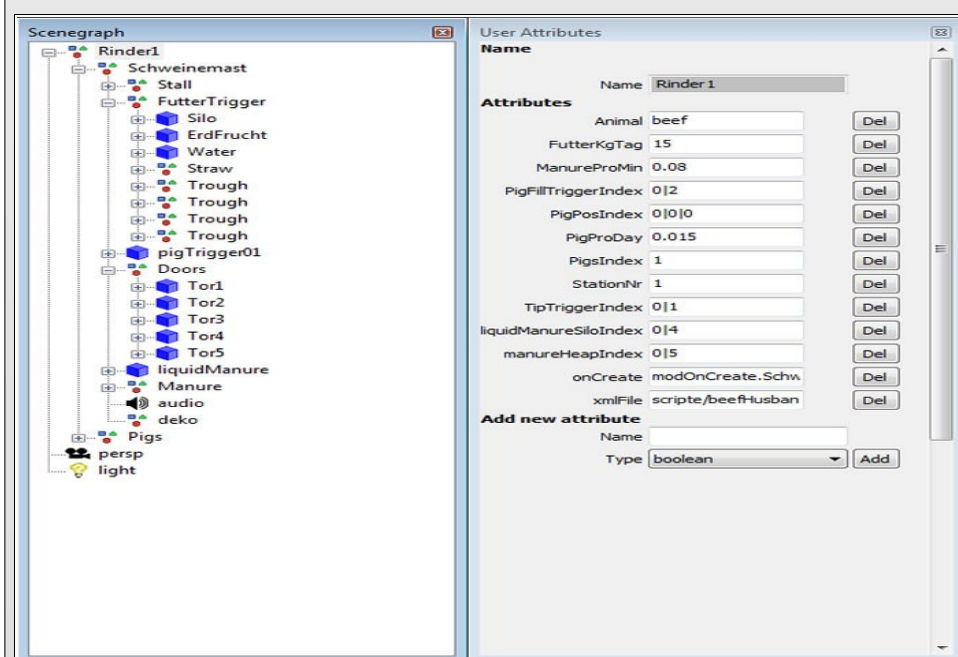 Scenegraph
Rinder1
Schweinemast
Stall
FutterTrigger
Silo
ErdFrucht
Water
Straw
Trough
Trough
Trough
Trough
pigTrigger01
Doors
Tor1
Tor2
Tor3
Tor4
Tor5
liquidManure
Manure
audio
deko
Pigs
persp
light
User Attributes
Name
Name Rinder1
Attributes
Animal beef Del
FutterKgTag 15 Del
ManureProMin 0.08 Del
PigFillTriggerIndex 0|2 Del
PigPosIndex 0|0|0 Del
PigProDay 0.015 Del
PigsIndex 1 Del
StationNr 1 Del
TipTriggerIndex 0|1 Del
liquidManureSiloIndex 0|4 Del
manureHeapIndex 0|5 Del
onCreate modOnCreate.Schw Del
xmlFile scripte/beefHusban Del
Add new attribute
Name
Type boolean Add